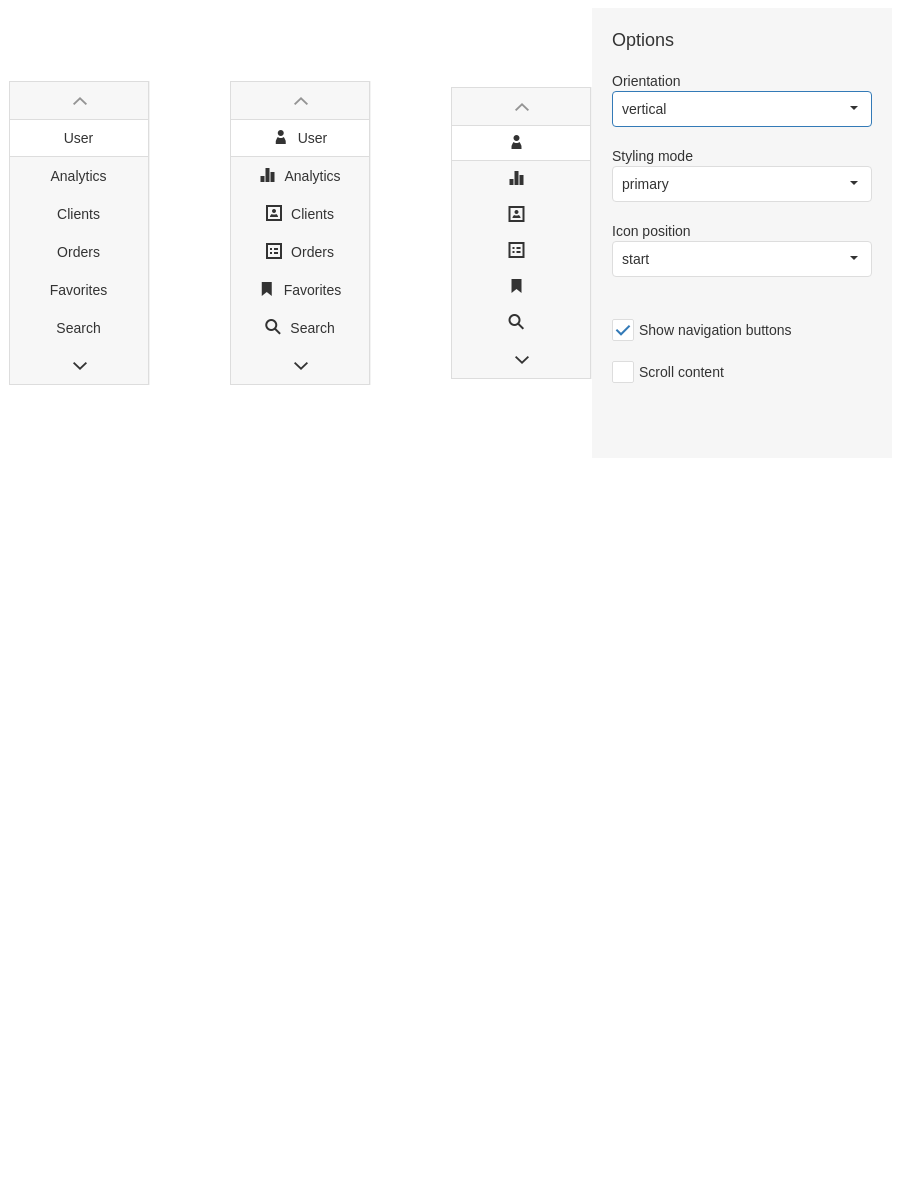 User
Analytics
Clients
Orders
Favorites
Search
User
Analytics
Clients
Orders
Favorites
Search
Options
Orientation
vertical
Styling mode
primary
Icon position
start
Show navigation buttons
Scroll content